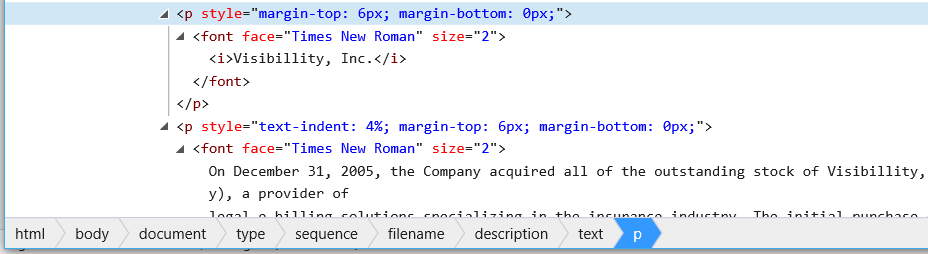 <p style="margin-top: 6px; margin-bottom: 0px;">
<font face="Times New Roman" size="2">
<i>Visibillity, Inc.</i>
</font>
</p>
<p style="text-indent: 4%; margin-top: 6px; margin-bottom: 0px;">
<font face="Times New Roman" size="2">
On December 31, 2005, the Company acquired all of the outstanding stock of Visibillity,
y), a provider of
legal e-billing solutions specializing in the insurance industry. The initial purchase
html body document type sequence filename description text p